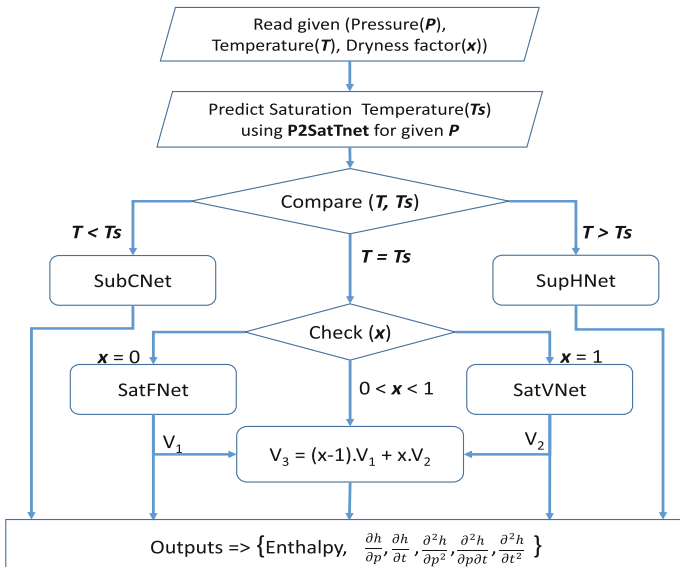 Read given (Pressure(P),
Temperature(T), Dryness factor(x))
Predict Saturation Temperature(Ts)
using P2SatTnet for given P
Compare (T, Ts)
T < Ts
T > Ts
T = Ts
SubCNet
SupHNet
Check (x)
x = 0
x = 1
SatFNet
0 < x < 1
SatVNet
V₁
V₂
V₃ = (x-1).V₁ + x.V₂
Outputs => {Enthalpy, ∂h/∂p, ∂h/∂t, ∂²h/∂p², ∂²h/∂p∂t, ∂²h/∂t² }